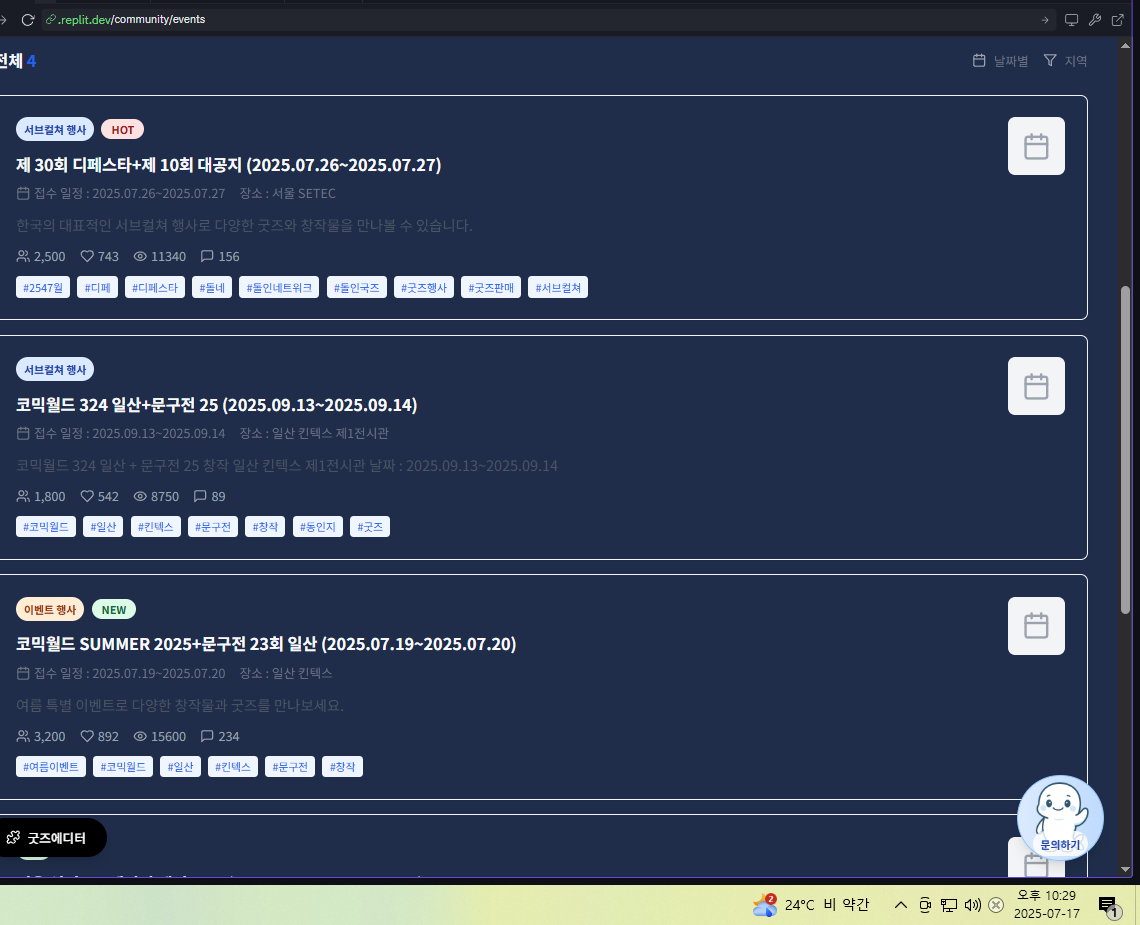 .replit.dev/community/events
전체 4
날짜별 지역
서브컬쳐 행사 HOT
제 30회 디페스타+제 10회 대공지 (2025.07.26~2025.07.27)
접수 일정 : 2025.07.26~2025.07.27 장소 : 서울 SETEC
한국의 대표적인 서브컬쳐 행사로 다양한 굿즈와 창작물을 만나볼 수 있습니다.
2,500 743 11340 156
#2547월 #디페 #디페스타 #돌네 #돌인네트워크 #돌인국즈 #굿즈행사 #굿즈판매 #서브컬쳐
서브컬쳐 행사
코믹월드 324 일산+문구전 25 (2025.09.13~2025.09.14)
접수 일정 : 2025.09.13~2025.09.14 장소 : 일산 킨텍스 제1전시관
코믹월드 324 일산 + 문구전 25 창작 일산 킨텍스 제1전시관 날짜 : 2025.09.13~2025.09.14
1,800 542 8750 89
#코믹월드 #일산 #킨텍스 #문구전 #창작 #동인지 #굿즈
이벤트 행사 NEW
코믹월드 SUMMER 2025+문구전 23회 일산 (2025.07.19~2025.07.20)
접수 일정 : 2025.07.19~2025.07.20 장소 : 일산 킨텍스
여름 특별 이벤트로 다양한 창작물과 굿즈를 만나보세요.
3,200 892 15600 234
#여름이벤트 #코믹월드 #일산 #킨텍스 #문구전 #창작
굿즈에디터
문의하기
2
24°C 비 약간
오후 10:29
2025-07-17
1